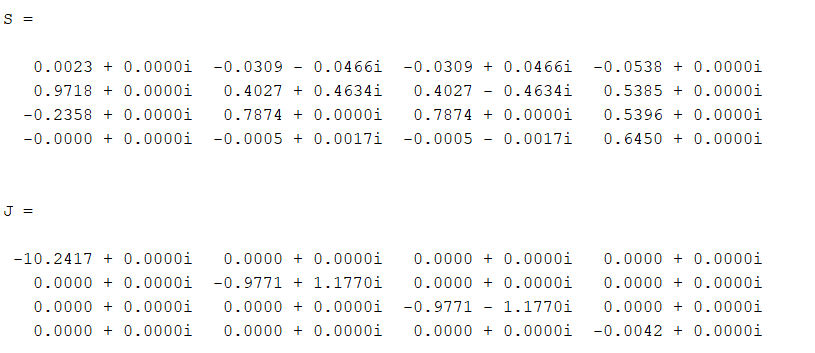 S =
0.0023 + 0.0000i -0.0309 - 0.0466i -0.0309 + 0.0466i -0.0538 + 0.0000i
0.9718 + 0.0000i 0.4027 + 0.4634i 0.4027 - 0.4634i 0.5385 + 0.0000i
-0.2358 + 0.0000i 0.7874 + 0.0000i 0.7874 + 0.0000i 0.5396 + 0.0000i
-0.0000 + 0.0000i -0.0005 + 0.0017i -0.0005 - 0.0017i 0.6450 + 0.0000i
J =
-10.2417 + 0.0000i 0.0000 + 0.0000i 0.0000 + 0.0000i 0.0000 + 0.0000i
0.0000 + 0.0000i -0.9771 + 1.1770i 0.0000 + 0.0000i 0.0000 + 0.0000i
0.0000 + 0.0000i 0.0000 + 0.0000i -0.9771 - 1.1770i 0.0000 + 0.0000i
0.0000 + 0.0000i 0.0000 + 0.0000i 0.0000 + 0.0000i -0.0042 + 0.0000i